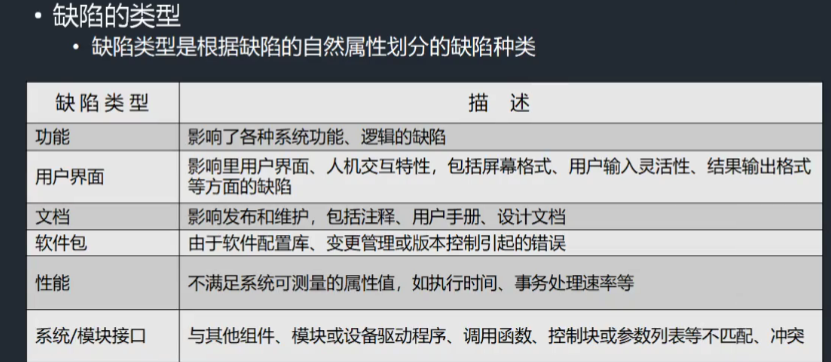 • 缺陷的类型
• 缺陷类型是根据缺陷的自然属性划分的缺陷种类
缺陷类型 描 述
功能 影响了各种系统功能、逻辑的缺陷
用户界面 影响里用户界面、人机交互特性，包括屏幕格式、用户输入灵活性、结果输出格式
等方面的缺陷
文档 影响发布和维护，包括注释、用户手册、设计文档
软件包 由于软件配置库、变更管理或版本控制引起的错误
性能 不满足系统可测量的属性值，如执行时间、事务处理速率等
系统/模块接口 与其他组件、模块或设备驱动程序、调用函数、控制块或参数列表等不匹配、冲突